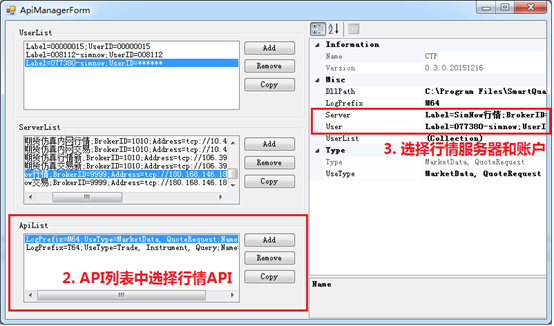 ApiManagerForm
UserList
Label=00000015;UserID=00000015
Label=008112-simnow;UserID=008112
Label=077380-simnow;UserID=******
Add
Remove
Copy
ServerList
期货仿真内网行情;BrokerID=1010;Address=tcp://10.4
期货仿真内网交易;BrokerID=1010;Address=tcp://10.4
期货仿真行情新;BrokerID=1010;Address=tcp://106.39
期货仿真交易新;BrokerID=1010;Address=tcp://106.39
ow行情;BrokerID=9999;Address=tcp://180.168.146.18
ow交易;BrokerID=9999;Address=tcp://180.168.146.18
Add
Remove
Copy
ApiList
LogPrefix=M64;UseType=MarketData, QuoteRequest;Name
LogPrefix=T64;UseType=Trade, Instrument, Query;Name
Add
Remove
Copy
2. API列表中选择行情API
Information
Name CTP
Version 0.3.0.20151216
Misc
DllPath C:\Program Files\SmartQua
LogPrefix M64
Server Label=SimNow行情;BrokerID=
User Label=077380-simnow;UserI
UserList (Collection)
3. 选择行情服务器和账户
Type
Type MarketData, QuoteRequest
UseType MarketData, QuoteRequest
Name